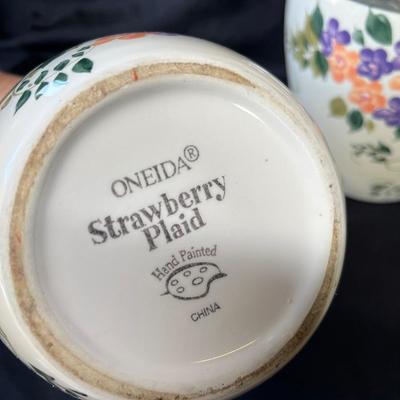 ONEIDA®
Strawberry
Plaid
Hand Painted
CHINA